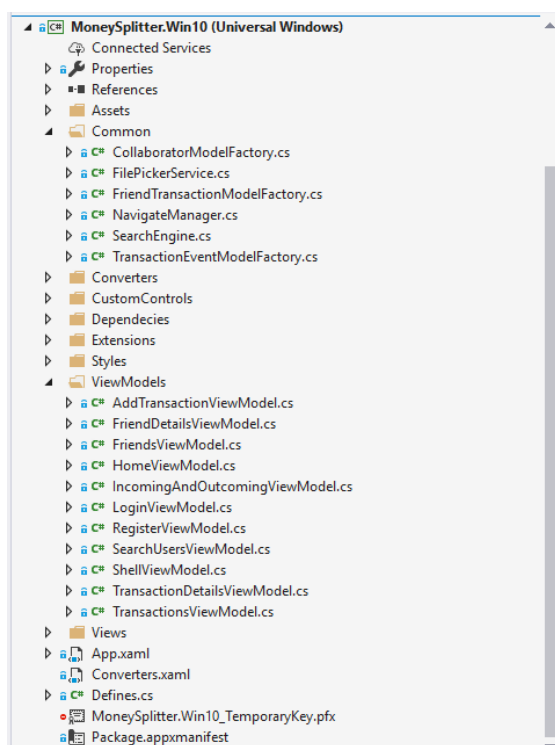 MoneySplitter.Win10 (Universal Windows)
Connected Services
Properties
References
Assets
Common
C# CollaboratorModelFactory.cs
C# FilePickerService.cs
C# FriendTransactionModelFactory.cs
C# NavigateManager.cs
C# SearchEngine.cs
C# TransactionEventModelFactory.cs
Converters
CustomControls
Dependecies
Extensions
Styles
ViewModels
C# AddTransactionViewModel.cs
C# FriendDetailsViewModel.cs
C# FriendsViewModel.cs
C# HomeViewModel.cs
C# IncomingAndOutcomingViewModel.cs
C# LoginViewModel.cs
C# RegisterViewModel.cs
C# SearchUsersViewModel.cs
C# ShellViewModel.cs
C# TransactionDetailsViewModel.cs
C# TransactionsViewModel.cs
Views
App.xaml
Converters.xaml
C# Defines.cs
MoneySplitter.Win10_TemporaryKey.pfx
Package.appxmanifest